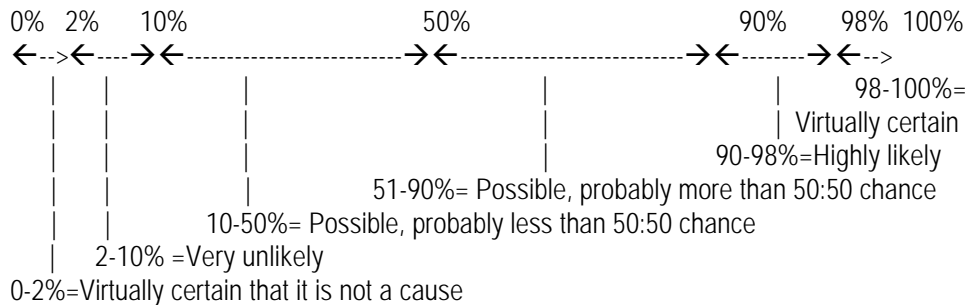 0% 2% 10% 50% 90% 98% 100%
←-->←----→←--------------------------→←---------------------------→←--------→←-->
| | | | | 98-100%=
| | | | | Virtually certain
| | | | 90-98%=Highly likely
| | | 51-90%= Possible, probably more than 50:50 chance
| | 10-50%= Possible, probably less than 50:50 chance
| 2-10% =Very unlikely
0-2%=Virtually certain that it is not a cause